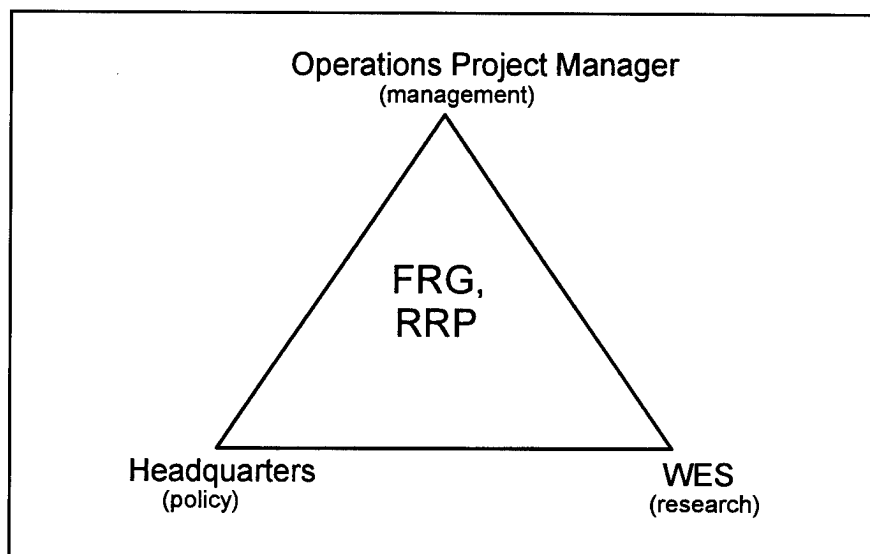 Operations Project Manager
(management)
FRG,
RRP
Headquarters
(policy)
WES
(research)